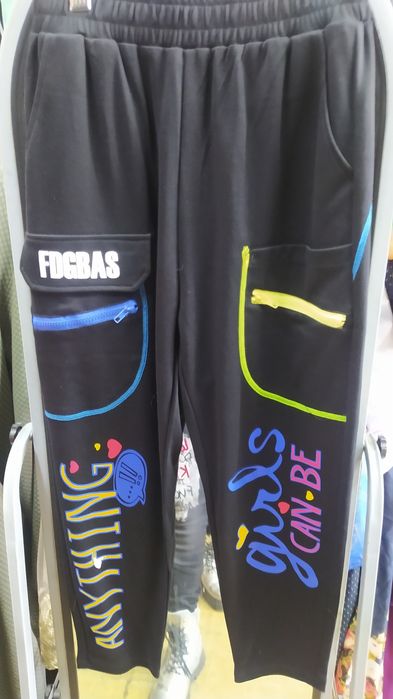 FDGBAS
girls
CAN BE
ANYTHING
...!!